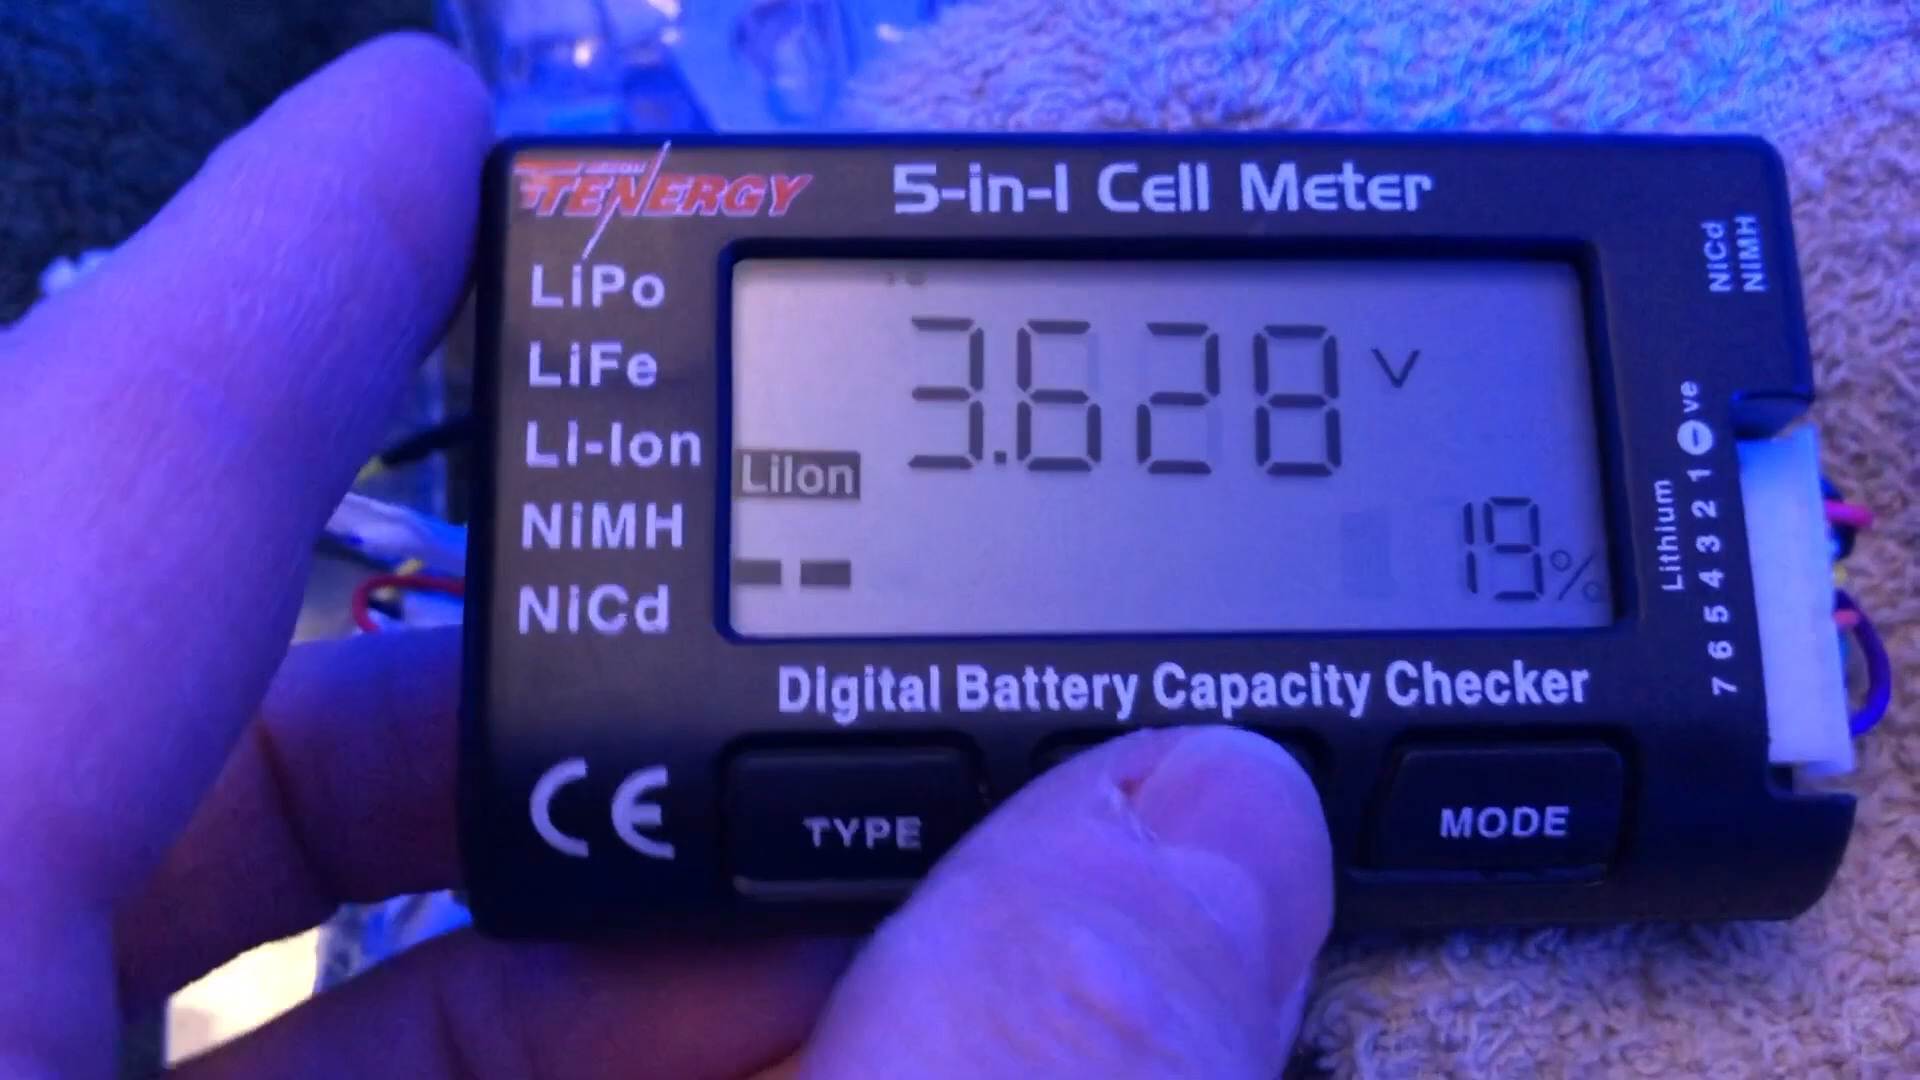 TENERGY
5-in-1 Cell Meter
LiPo
LiFe
Li-Ion
NiMH
NiCd
3.628 V
LiIon
19%
Digital Battery Capacity Checker
CE
TYPE
MODE
NiCd
NiMH
Lithium
7 6 5 4 3 2 1 - ve